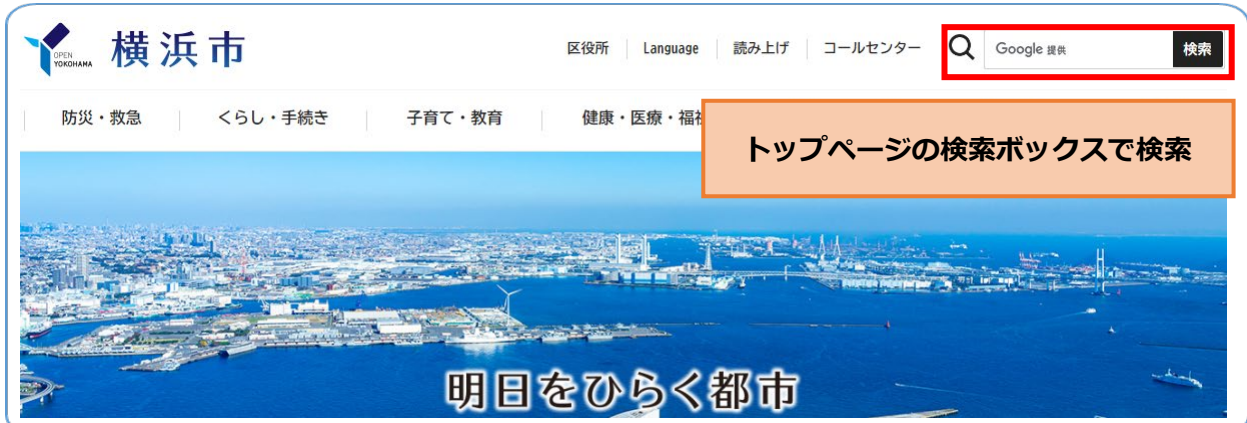 OPEN
YOKOHAMA
横浜市
区役所
Language
読み上げ
コールセンター
Google 提供
検索
防災・救急
くらし・手続き
子育て・教育
健康・医療・福祉
トップページの検索ボックスで検索
明日をひらく都市